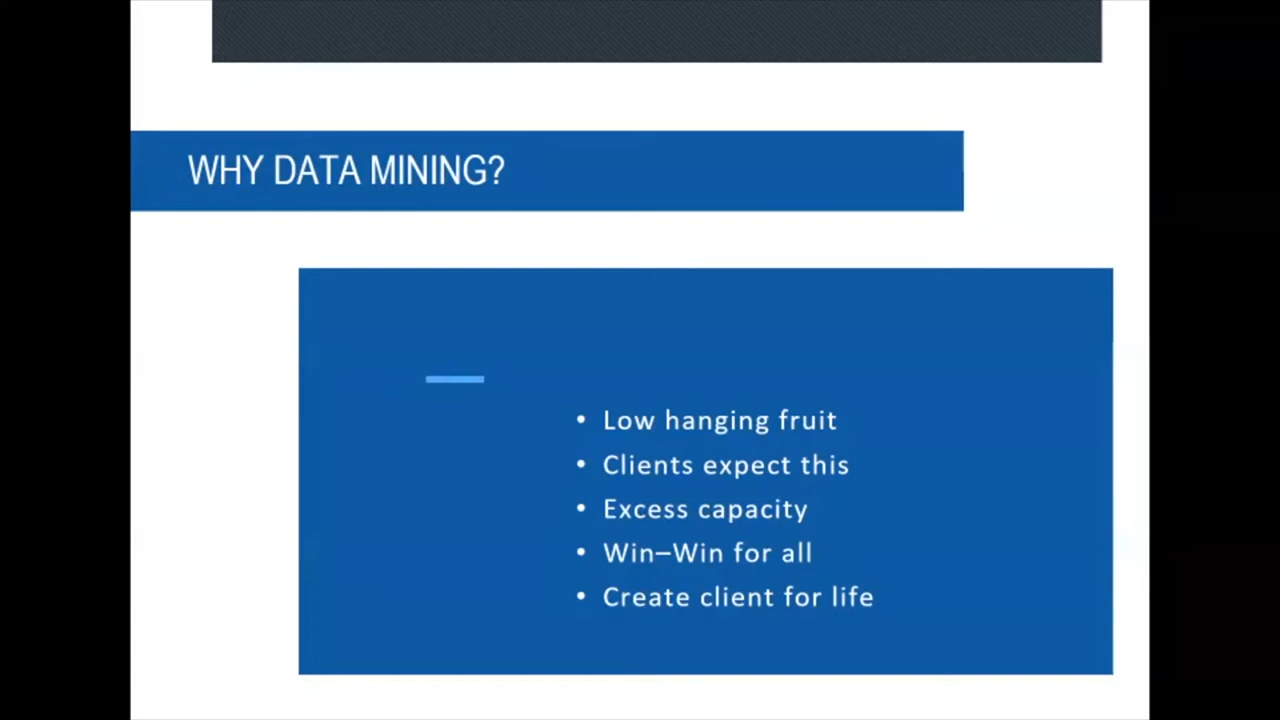 WHY DATA MINING?
• Low hanging fruit
• Clients expect this
• Excess capacity
• Win–Win for all
• Create client for life